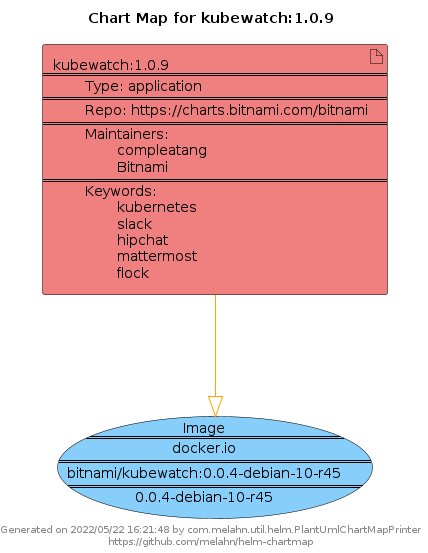 Chart Map for kubewatch:1.0.9
kubewatch:1.0.9
Type: application
Repo: https://charts.bitnami.com/bitnami
Maintainers:
compleatang
Bitnami
Keywords:
kubernetes
slack
hipchat
mattermost
flock
Image
docker.io
bitnami/kubewatch:0.0.4-debian-10-r45
0.0.4-debian-10-r45
Generated on 2022/05/22 16:21:48 by com.melahn.util.helm.PlantUmlChartMapPrinter
https://github.com/melahn/helm-chartmap